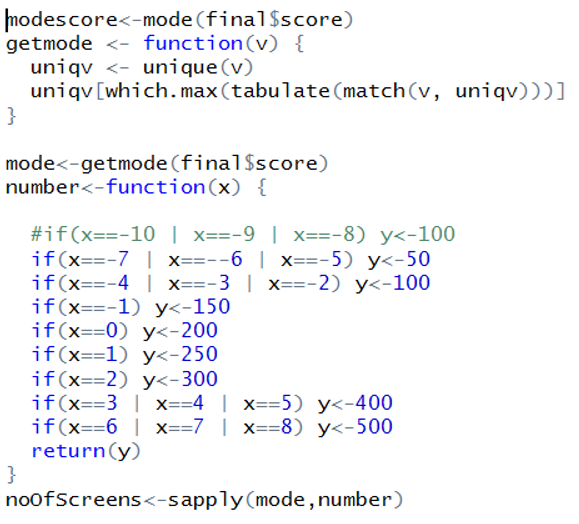 modescore<-mode(final$score)
getmode <- function(v) {
  uniqv <- unique(v)
  uniqv[which.max(tabulate(match(v, uniqv)))]
}
mode<-getmode(final$score)
number<-function(x) {
  #if(x==-10 | x==-9 | x==-8) y<-100
  if(x==-7 | x==--6 | x==-5) y<-50
  if(x==-4 | x==-3 | x==-2) y<-100
  if(x==-1) y<-150
  if(x==0) y<-200
  if(x==1) y<-250
  if(x==2) y<-300
  if(x==3 | x==4 | x==5) y<-400
  if(x==6 | x==7 | x==8) y<-500
  return(y)
}
noOfScreens<-sapply(mode,number)